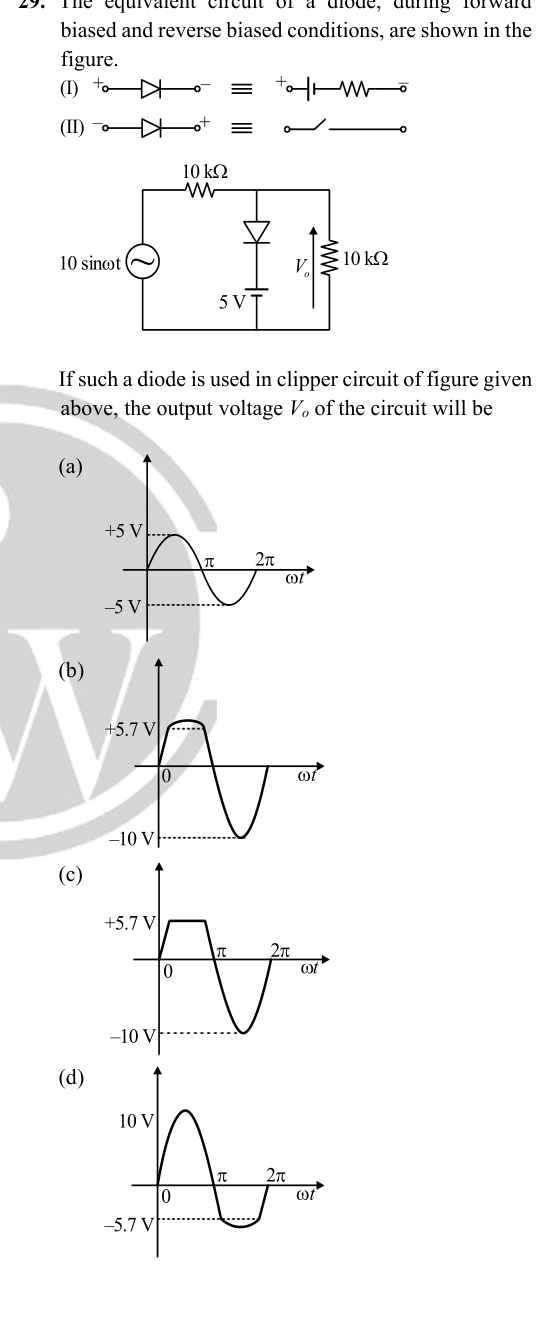 29. The equivalent circuit of a diode, during forward
biased and reverse biased conditions, are shown in the
figure.
(I) + − ≡ + −
(II) − + ≡
10 kΩ
10 sinωt
Vₒ
10 kΩ
5 V
If such a diode is used in clipper circuit of figure given
above, the output voltage Vₒ of the circuit will be
(a)
+5 V
π
2π
ωt
−5 V
(b)
+5.7 V
0
ωt
−10 V
(c)
+5.7 V
π
2π
0
ωt
−10 V
(d)
10 V
π
2π
0
ωt
−5.7 V